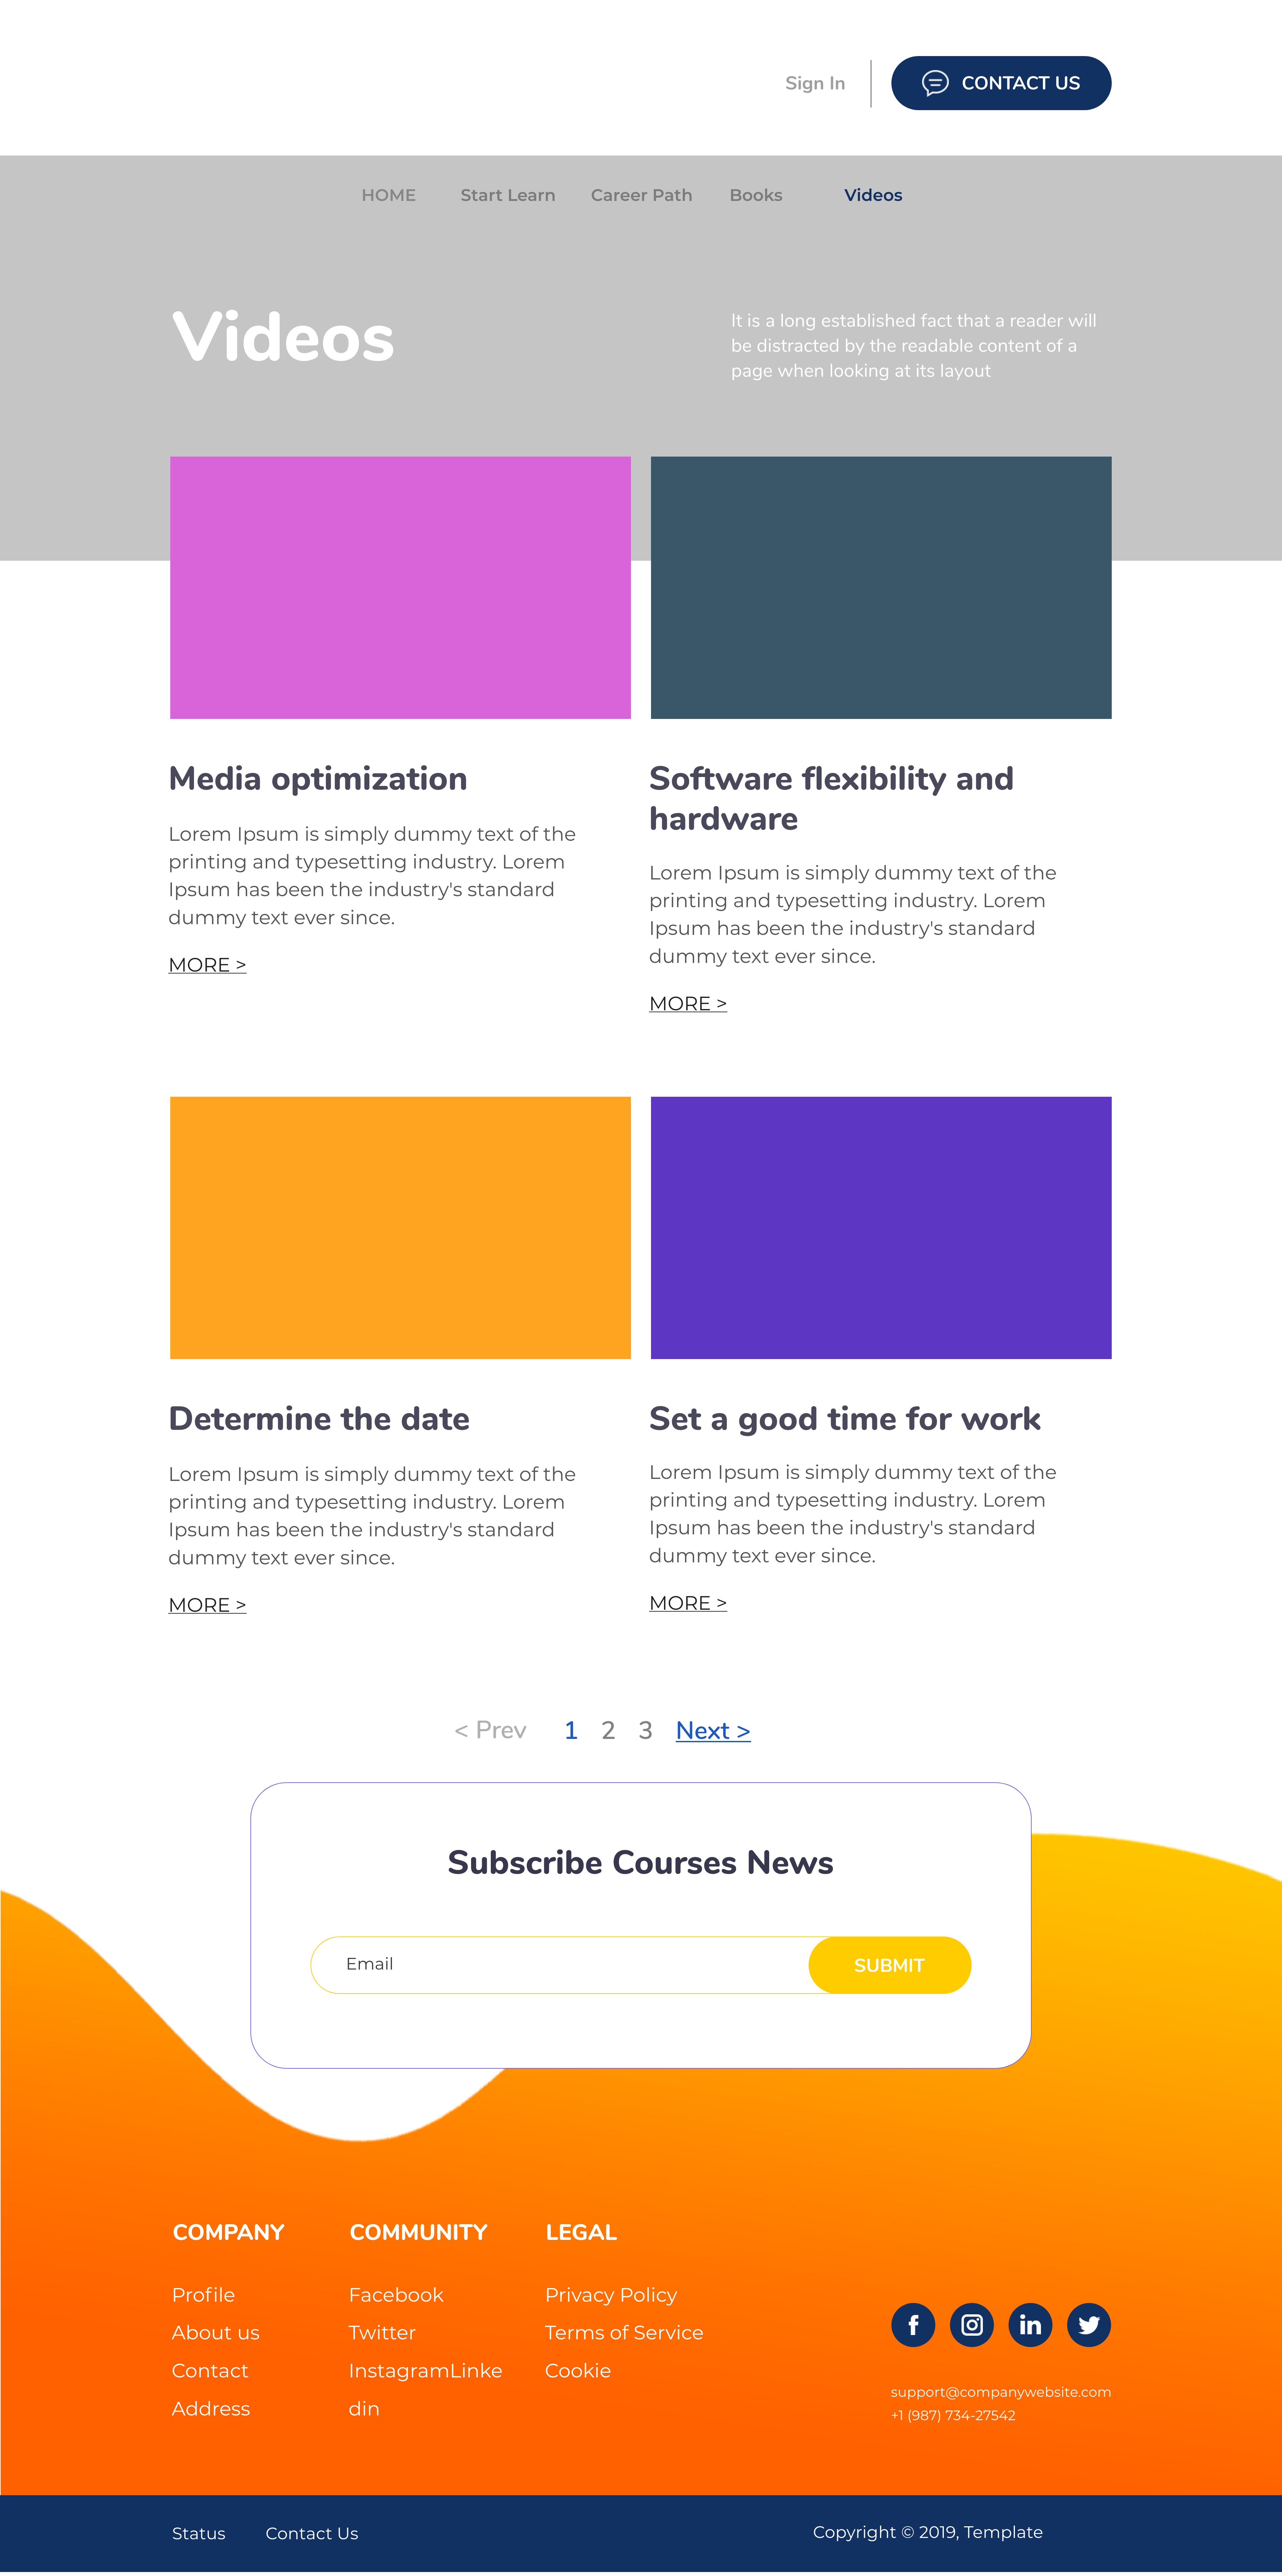 Sign In
CONTACT US
HOME
Start Learn
Career Path
Books
Videos
Videos
It is a long established fact that a reader will
be distracted by the readable content of a
page when looking at its layout
Media optimization
Lorem Ipsum is simply dummy text of the
printing and typesetting industry. Lorem
Ipsum has been the industry's standard
dummy text ever since.
MORE >
Software flexibility and
hardware
Lorem Ipsum is simply dummy text of the
printing and typesetting industry. Lorem
Ipsum has been the industry's standard
dummy text ever since.
MORE >
Determine the date
Lorem Ipsum is simply dummy text of the
printing and typesetting industry. Lorem
Ipsum has been the industry's standard
dummy text ever since.
MORE >
Set a good time for work
Lorem Ipsum is simply dummy text of the
printing and typesetting industry. Lorem
Ipsum has been the industry's standard
dummy text ever since.
MORE >
< Prev 1 2 3 Next >
Subscribe Courses News
Email
SUBMIT
COMPANY
Profile
About us
Contact
Address
COMMUNITY
Facebook
Twitter
InstagramLinke
din
LEGAL
Privacy Policy
Terms of Service
Cookie
support@companywebsite.com
+1 (987) 734-27542
Status
Contact Us
Copyright © 2019, Template